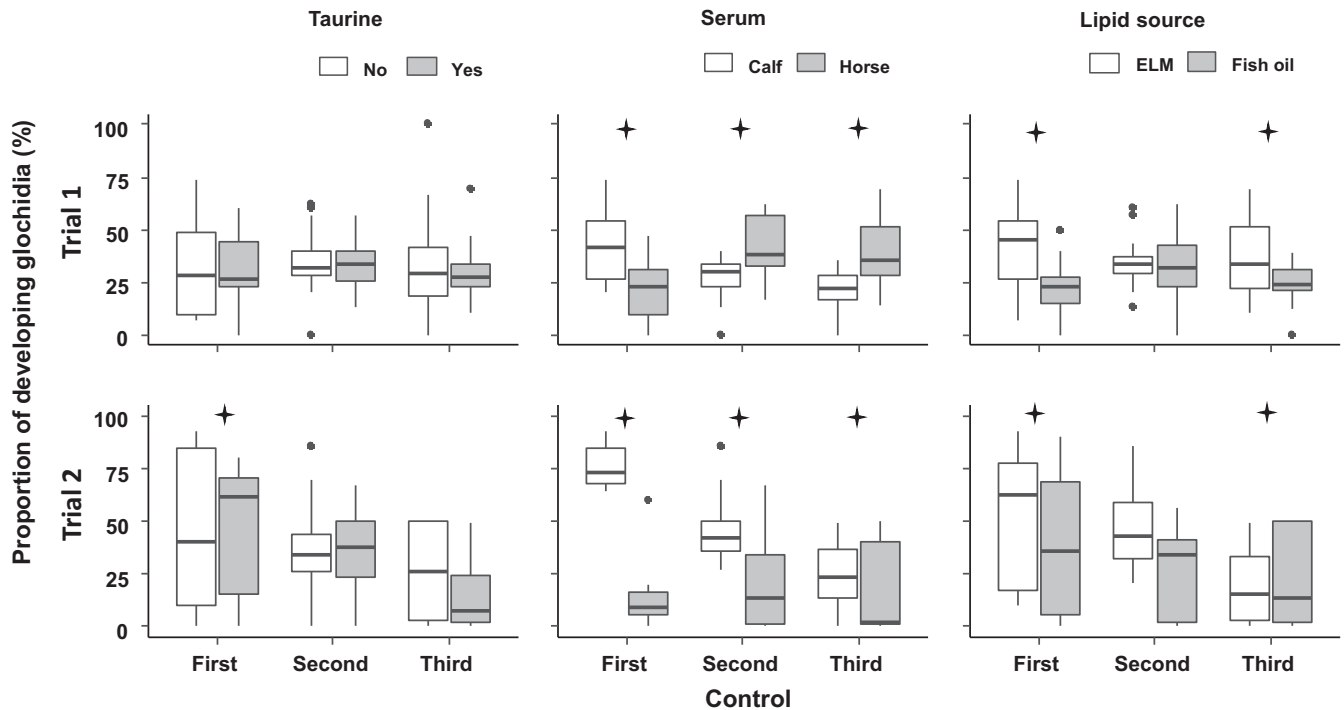 Taurine
Serum
Lipid source
No Yes
Calf Horse
ELM Fish oil
Proportion of developing glochidia (%)
Trial 1
100
75
50
25
0
Trial 2
100
75
50
25
0
First Second Third
First Second Third
First Second Third
Control